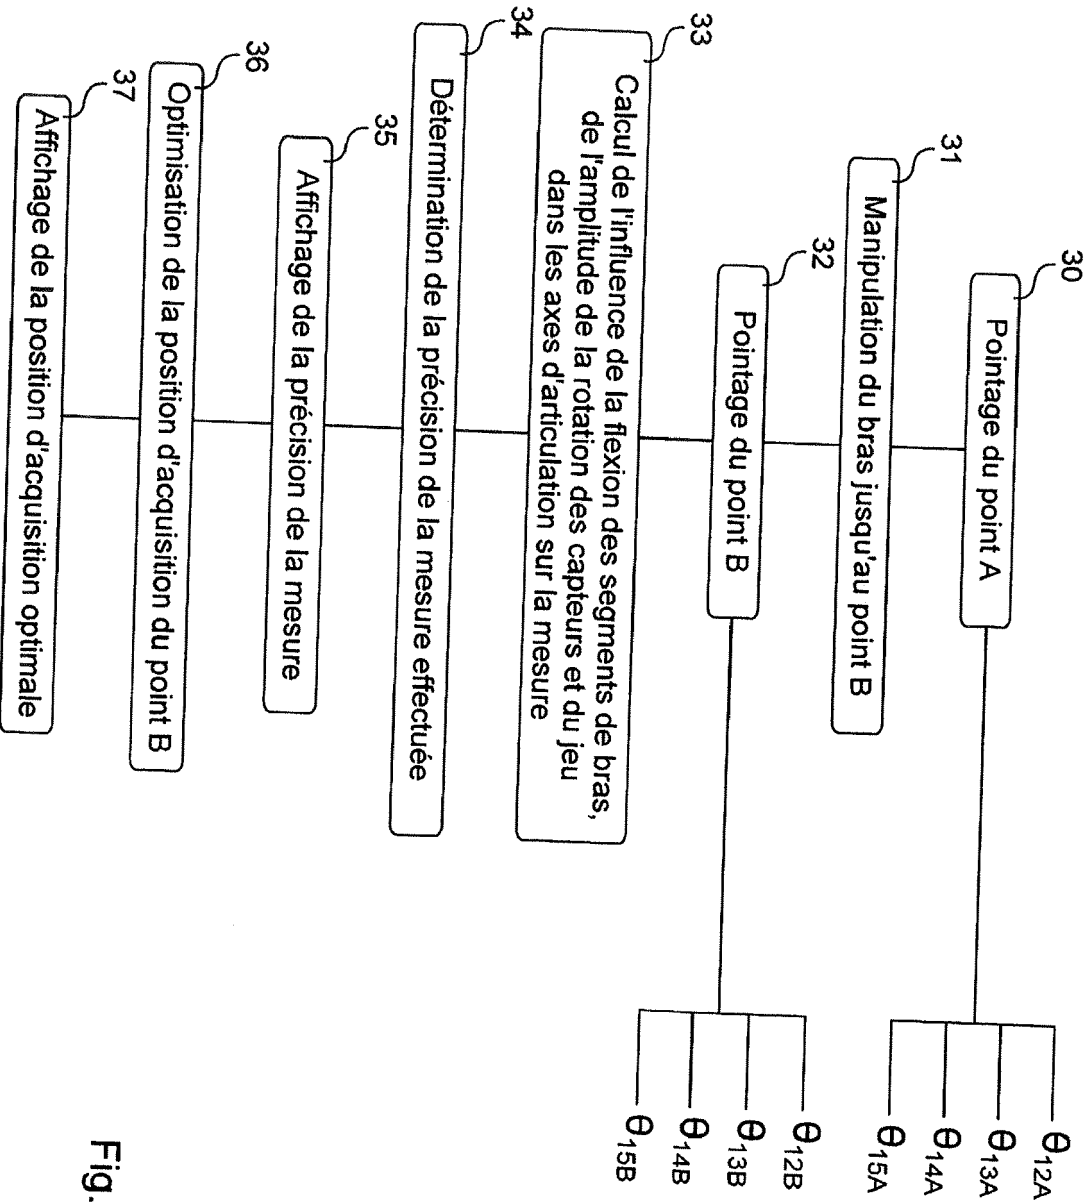 30
Pointage du point A
θ12A
θ13A
θ14A
θ15A
31
Manipulation du bras jusqu'au point B
32
Pointage du point B
θ12B
θ13B
θ14B
θ15B
33
Calcul de l'influence de la flexion des segments de bras,
de l'amplitude de la rotation des capteurs et du jeu
dans les axes d'articulation sur la mesure
34
Détermination de la précision de la mesure effectuée
35
Affichage de la précision de la mesure
36
Optimisation de la position d'acquisition du point B
37
Affichage de la position d'acquisition optimale
Fig.